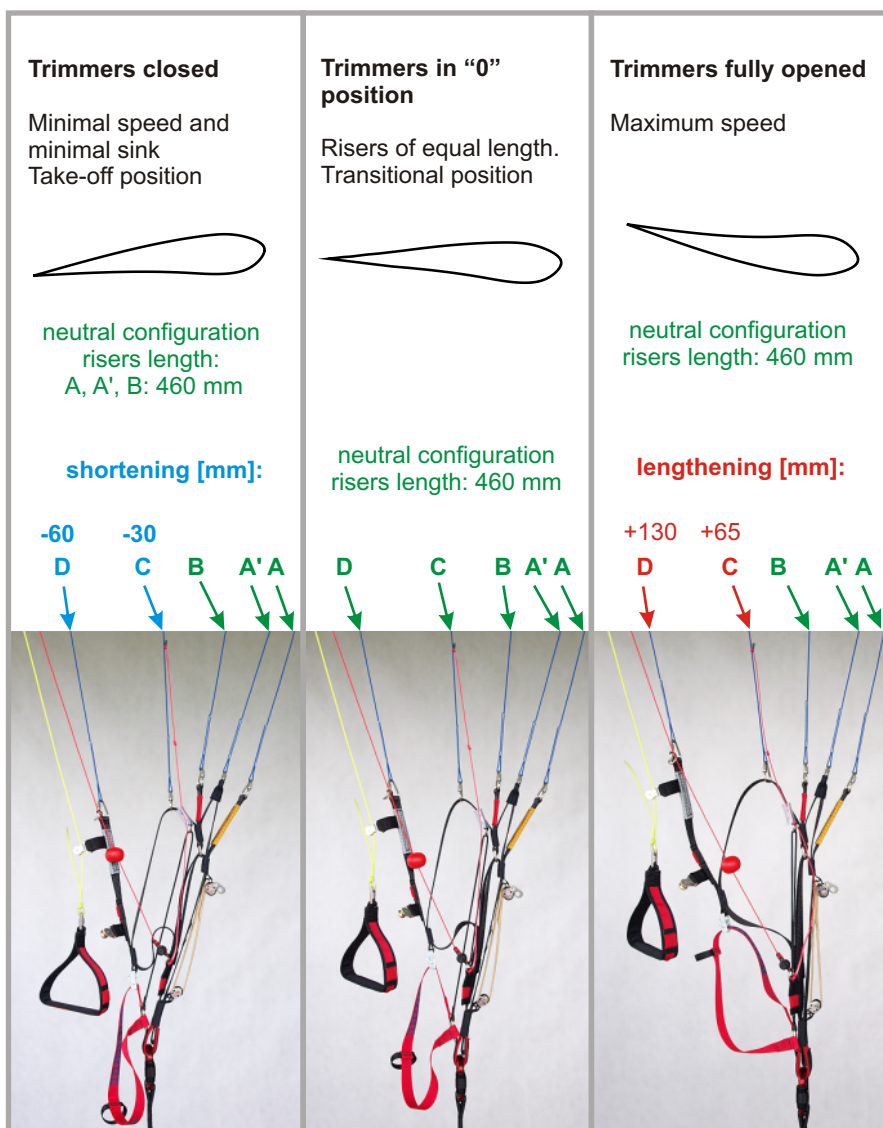 Trimmers closed
Minimal speed and
minimal sink
Take-off position
neutral configuration
risers length:
A, A', B: 460 mm
shortening [mm]:
-60 -30
D C B A' A
Trimmers in “0”
position
Risers of equal length.
Transitional position
neutral configuration
risers length: 460 mm
D C B A' A
Trimmers fully opened
Maximum speed
neutral configuration
risers length: 460 mm
lengthening [mm]:
+130 +65
D C B A' A